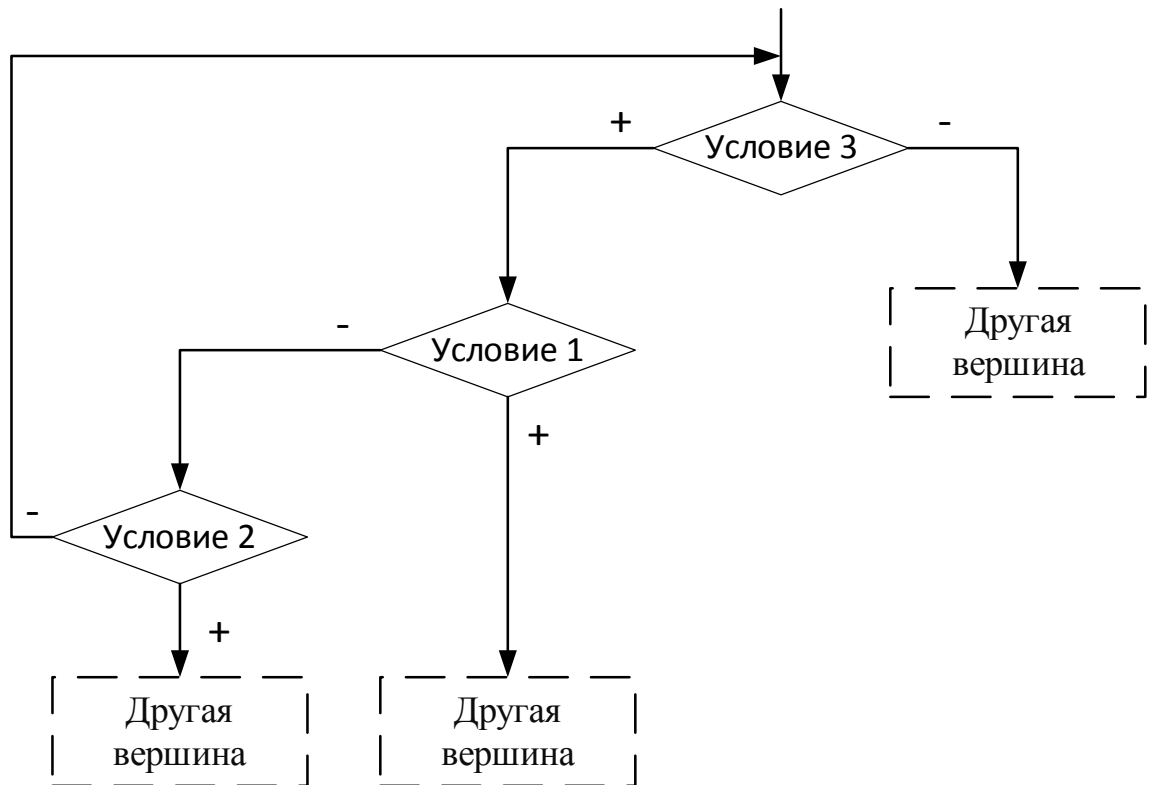 +
-
Условие 3
Другая
вершина
-
Условие 1
+
-
Условие 2
+
Другая
вершина
Другая
вершина